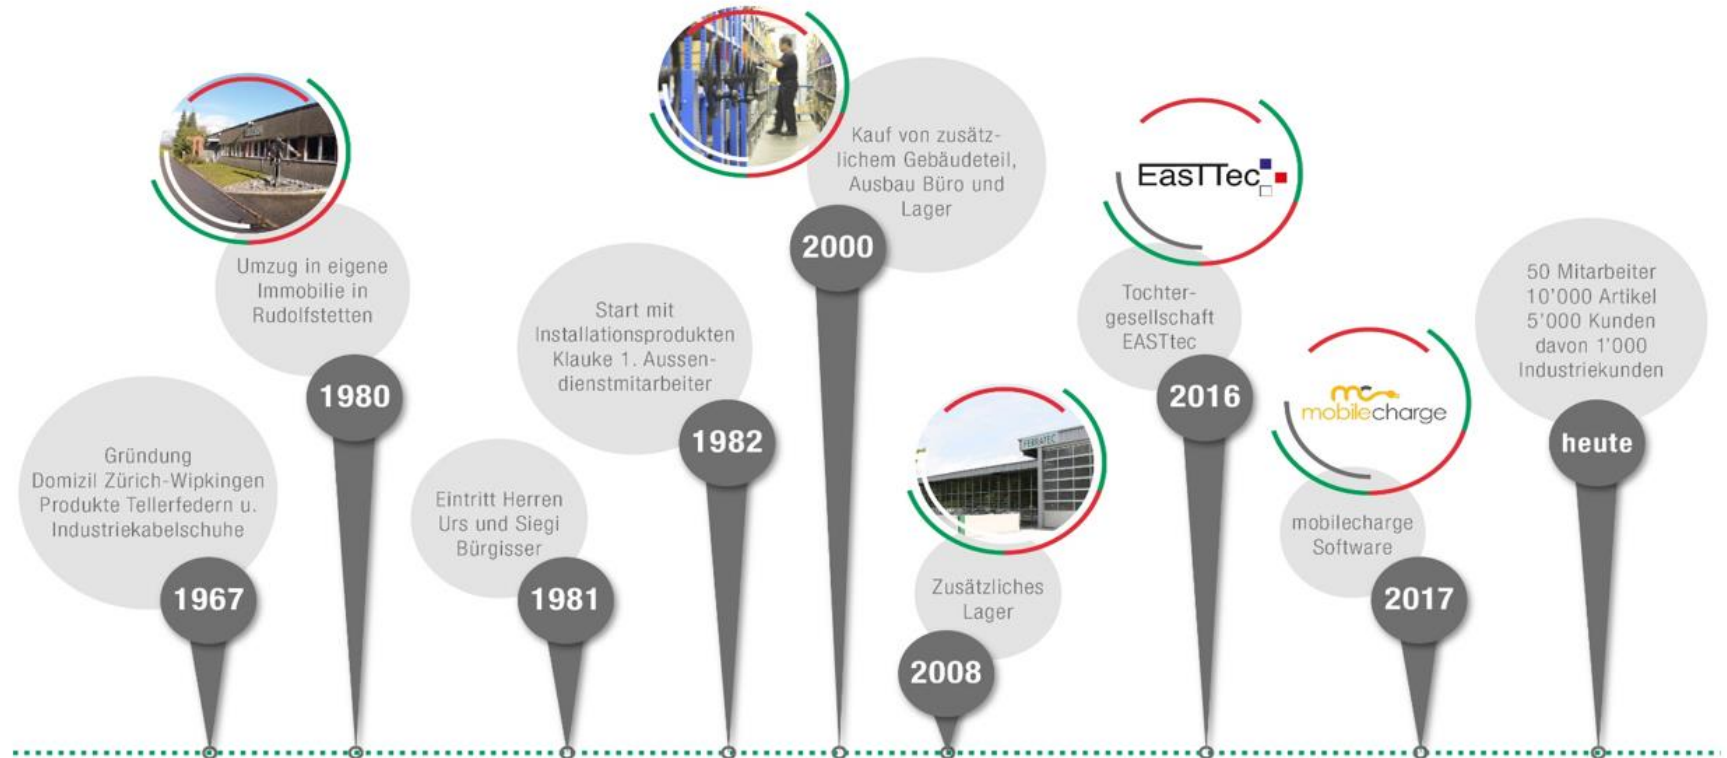 Gründung
Domizil Zürich-Wipkingen
Produkte Tellerfedern u.
Industriekabelschuhe
1967
Umzug in eigene
Immobilie in
Rudolfstetten
1980
Eintritt Herren
Urs und Siegi
Bürgisser
1981
Start mit
Installationsprodukten
Klauke 1. Aussen-
dienstmitarbeiter
1982
Kauf von zusätz-
lichem Gebäudeteil,
Ausbau Büro und
Lager
2000
FERRATEC
Zusätzliches
Lager
2008
EasTTec
Tochter-
gesellschaft
EASTtec
2016
mc
mobilecharge
mobilecharge
Software
2017
50 Mitarbeiter
10'000 Artikel
5'000 Kunden
davon 1'000
Industriekunden
heute